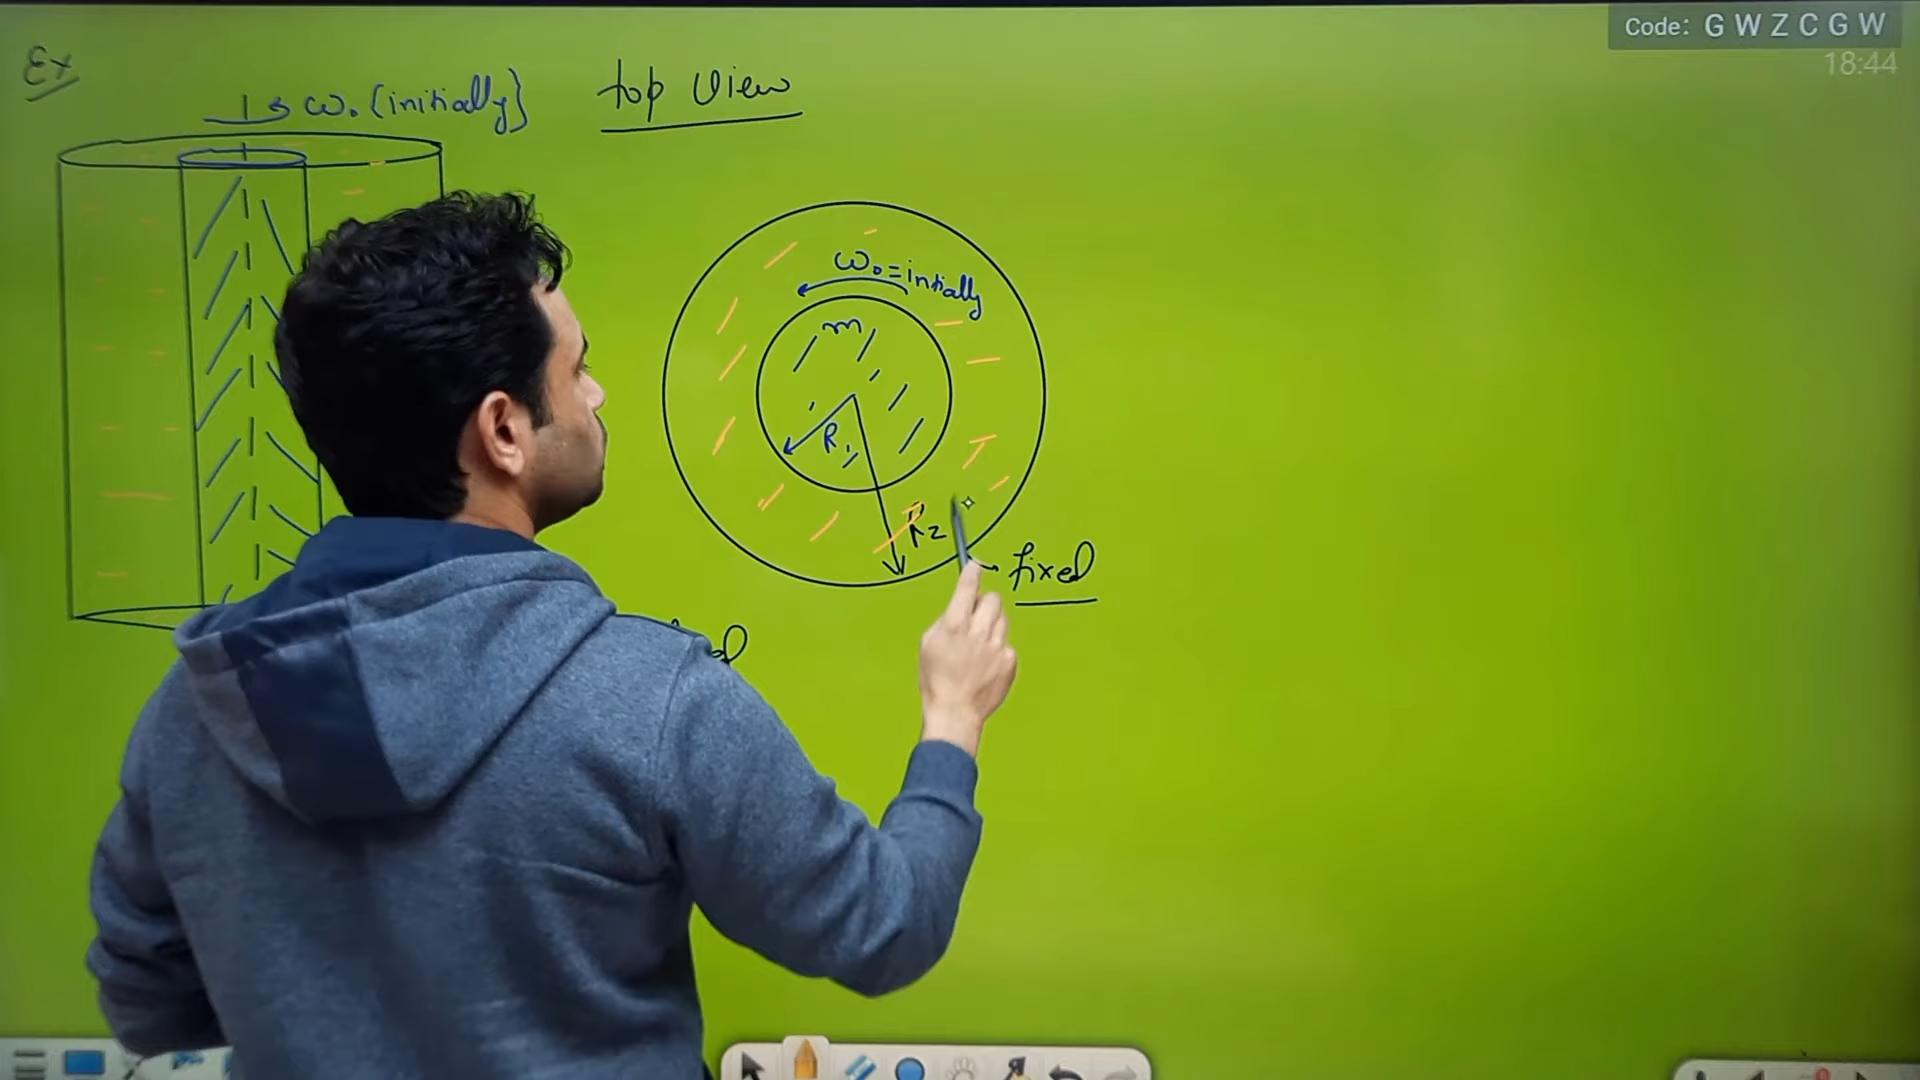 Code: G W Z C G W
18:44
Ex
ω₀ {initially}
top view
ω₀ = initially
m
R₁
R₂
fixed